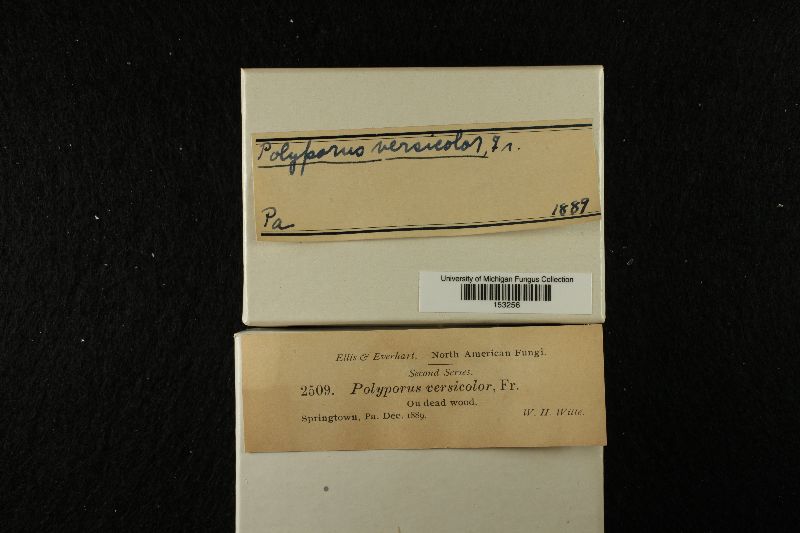 Polyporus versicolor, Fr.
Pa 1889
University of Michigan Fungus Collection
153256
Ellis & Everhart. North American Fungi.
Second Series.
2509. Polyporus versicolor, Fr.
On dead wood.
Springtown, Pa. Dec. 1889. W. H. Witte.